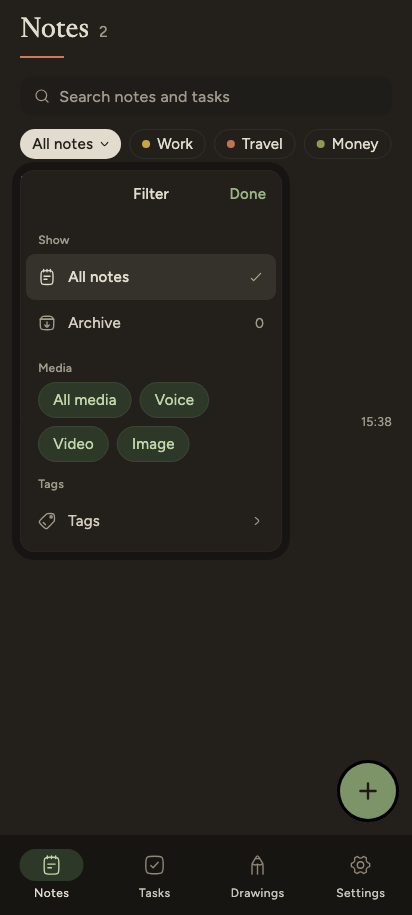 Notes 2
Search notes and tasks
All notes Work Travel Money
Filter Done
Show
All notes
Archive 0
Media
All media Voice
Video Image
15:38
Tags
Tags
Notes Tasks Drawings Settings